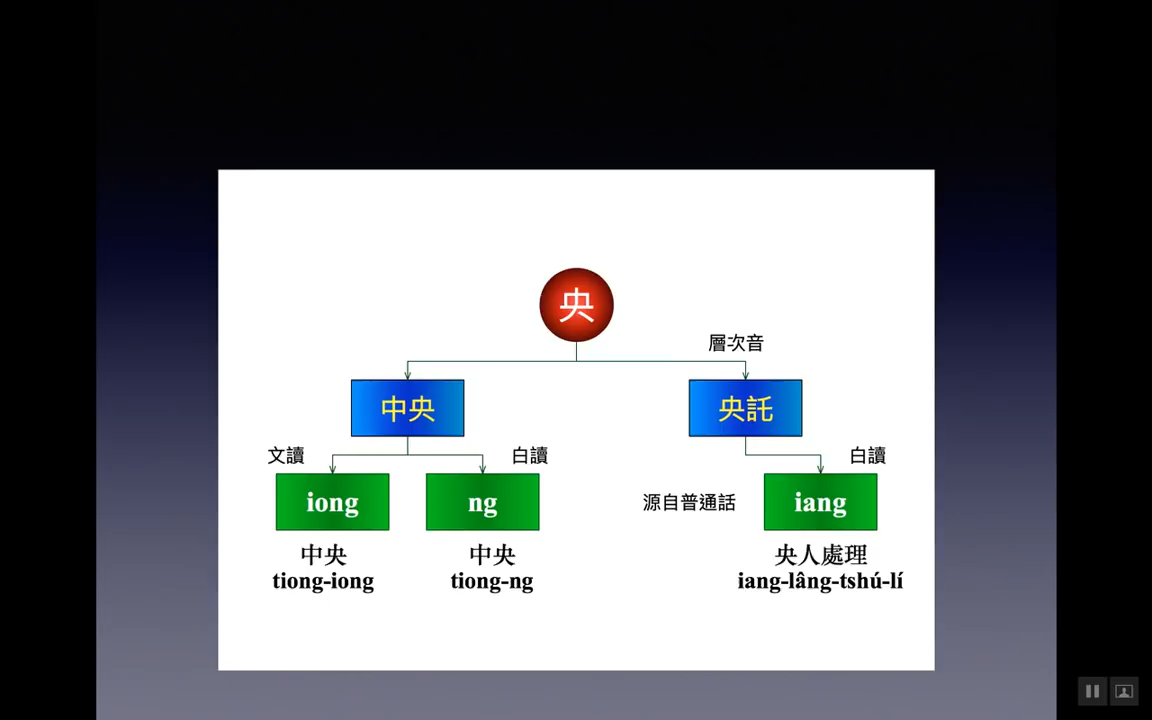 央
層次音
中央
央託
文讀
白讀
白讀
iong
ng
源自普通話
iang
中央
tiong-iong
中央
tiong-ng
央人處理
iang-lâng-tshú-lí